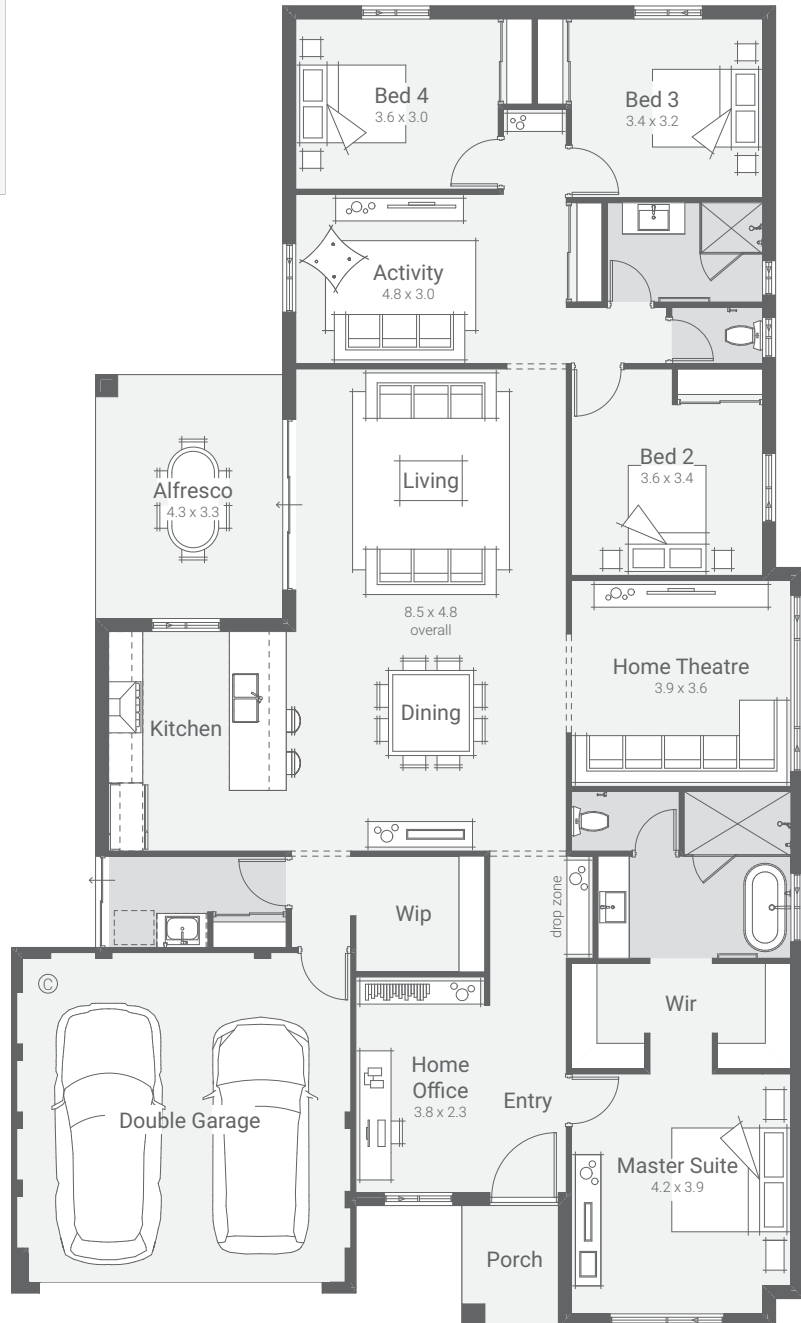 Bed 4
3.6 x 3.0
Bed 3
3.4 x 3.2
Activity
4.8 x 3.0
Alfresco
4.3 x 3.3
Living
Bed 2
3.6 x 3.4
8.5 x 4.8
overall
Home Theatre
3.9 x 3.6
Kitchen
Dining
Wip
drop zone
C
Wir
Home
Office
3.8 x 2.3
Entry
Double Garage
Master Suite
4.2 x 3.9
Porch